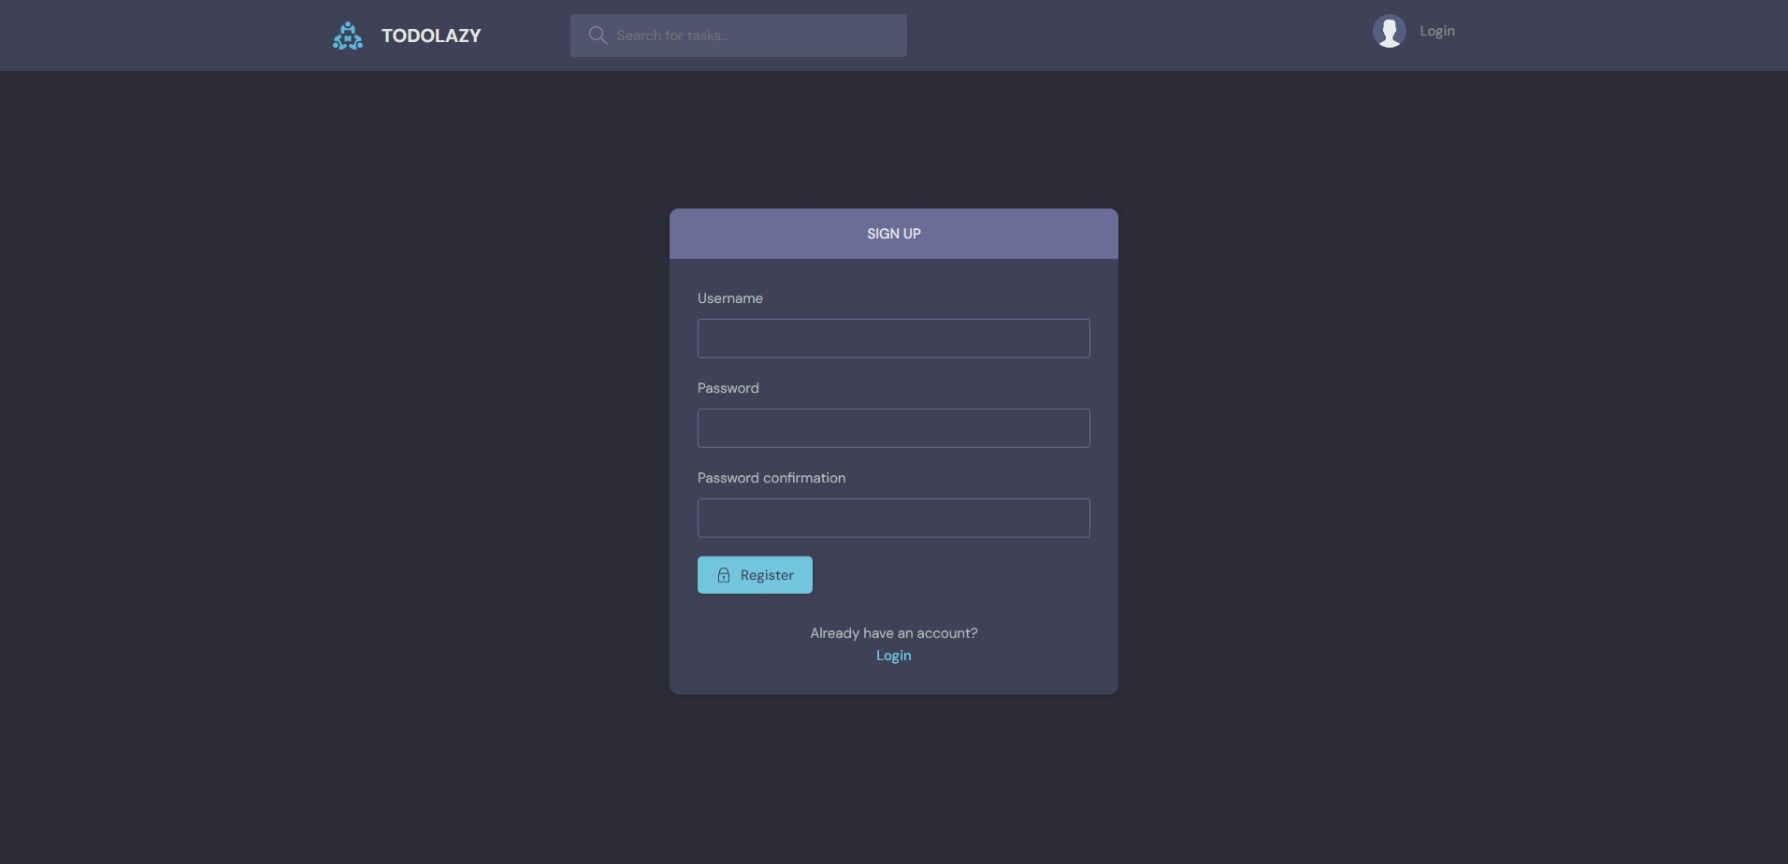 TODOLAZY
Search for tasks...
Login
SIGN UP
Username
Password
Password confirmation
Register
Already have an account?
Login